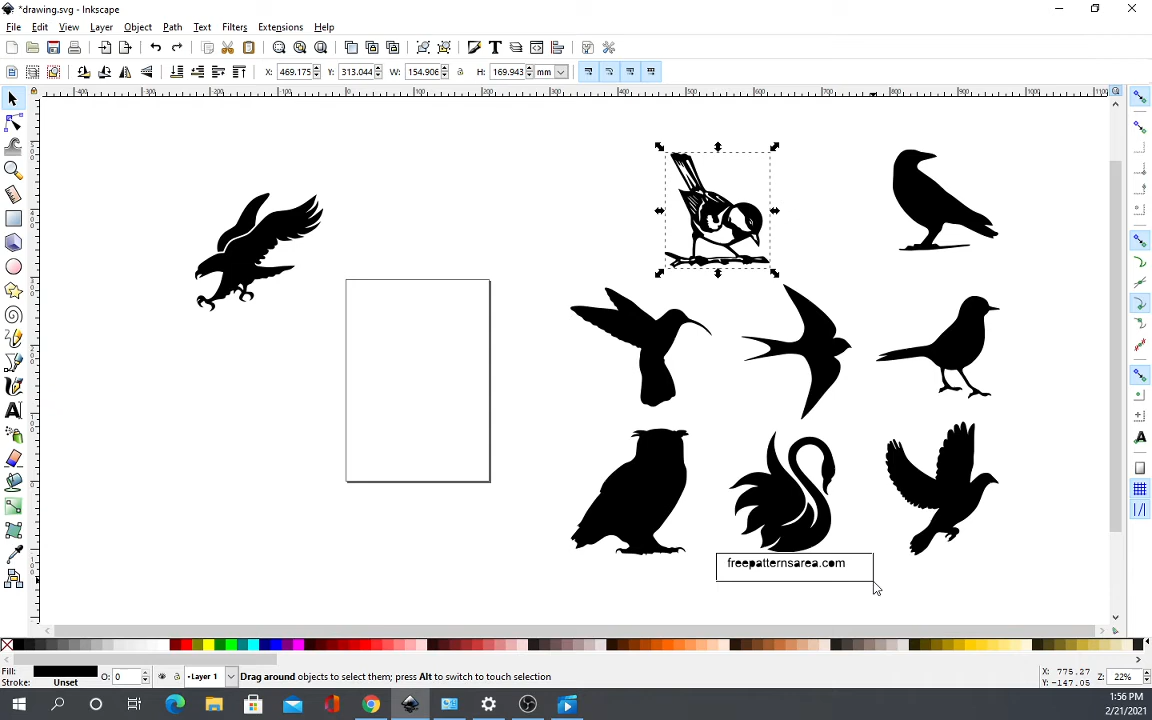 *drawing.svg - Inkscape
File Edit View Layer Object Path Text Filters Extensions Help
X: 469.175 Y: 313.044 W: 154.906 H: 169.943 mm
freepatternsarea.com
Fill:
Stroke: Unset
O: 0
Layer 1
Drag around objects to select them; press Alt to switch to touch selection
X: 775.27
Y: -147.05
Z: 22%
1:56 PM
2/21/2021